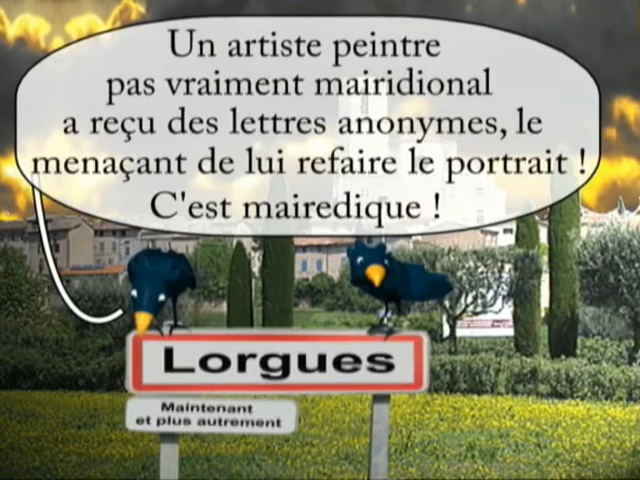 Un artiste peintre
pas vraiment mairidional
a reçu des lettres anonymes, le
menaçant de lui refaire le portrait !
C'est mairedique !
Lorgues
Maintenant
et plus autrement